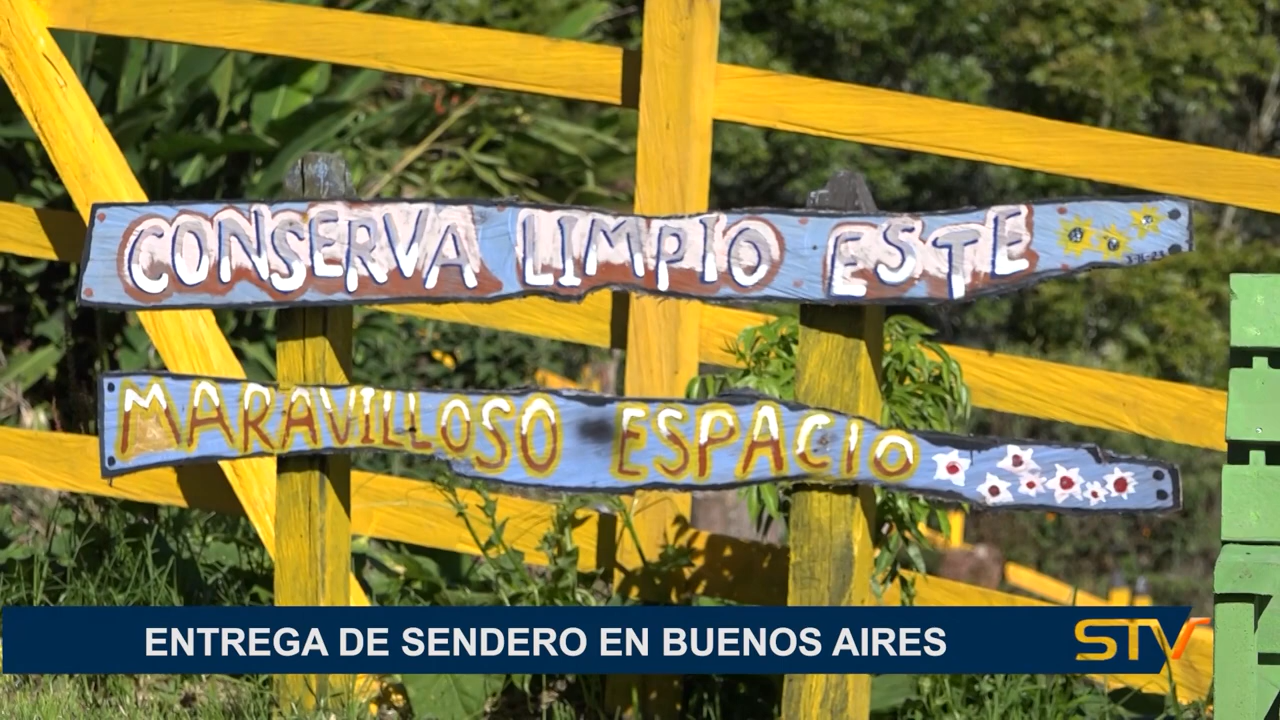 CONSERVA LIMPIO ESTE
MARAVILLOSO ESPACIO
ENTREGA DE SENDERO EN BUENOS AIRES
STV